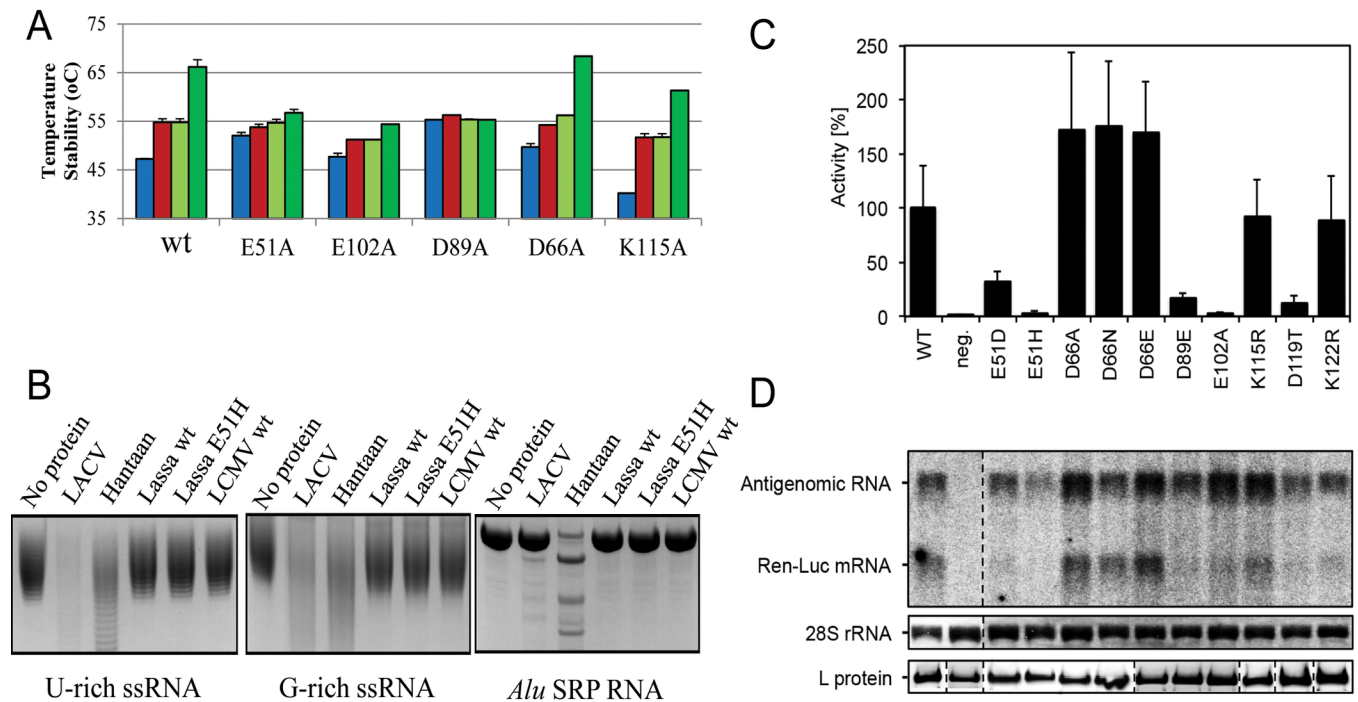 A
75
65
55
45
35
Temperature
Stability (oC)
wt E51A E102A D89A D66A K115A
B
No protein LACV Hantaan Lassa wt Lassa E51H LCMV wt
No protein LACV Hantaan Lassa wt Lassa E51H LCMV wt
No protein LACV Hantaan Lassa wt Lassa E51H LCMV wt
U-rich ssRNA G-rich ssRNA Alu SRP RNA
C
250
200
150
100
50
0
Activity [%]
WT neg. E51D E51H D66A D66N D66E D89E E102A K115R D119T K122R
D
Antigenomic RNA
Ren-Luc mRNA
28S rRNA
L protein